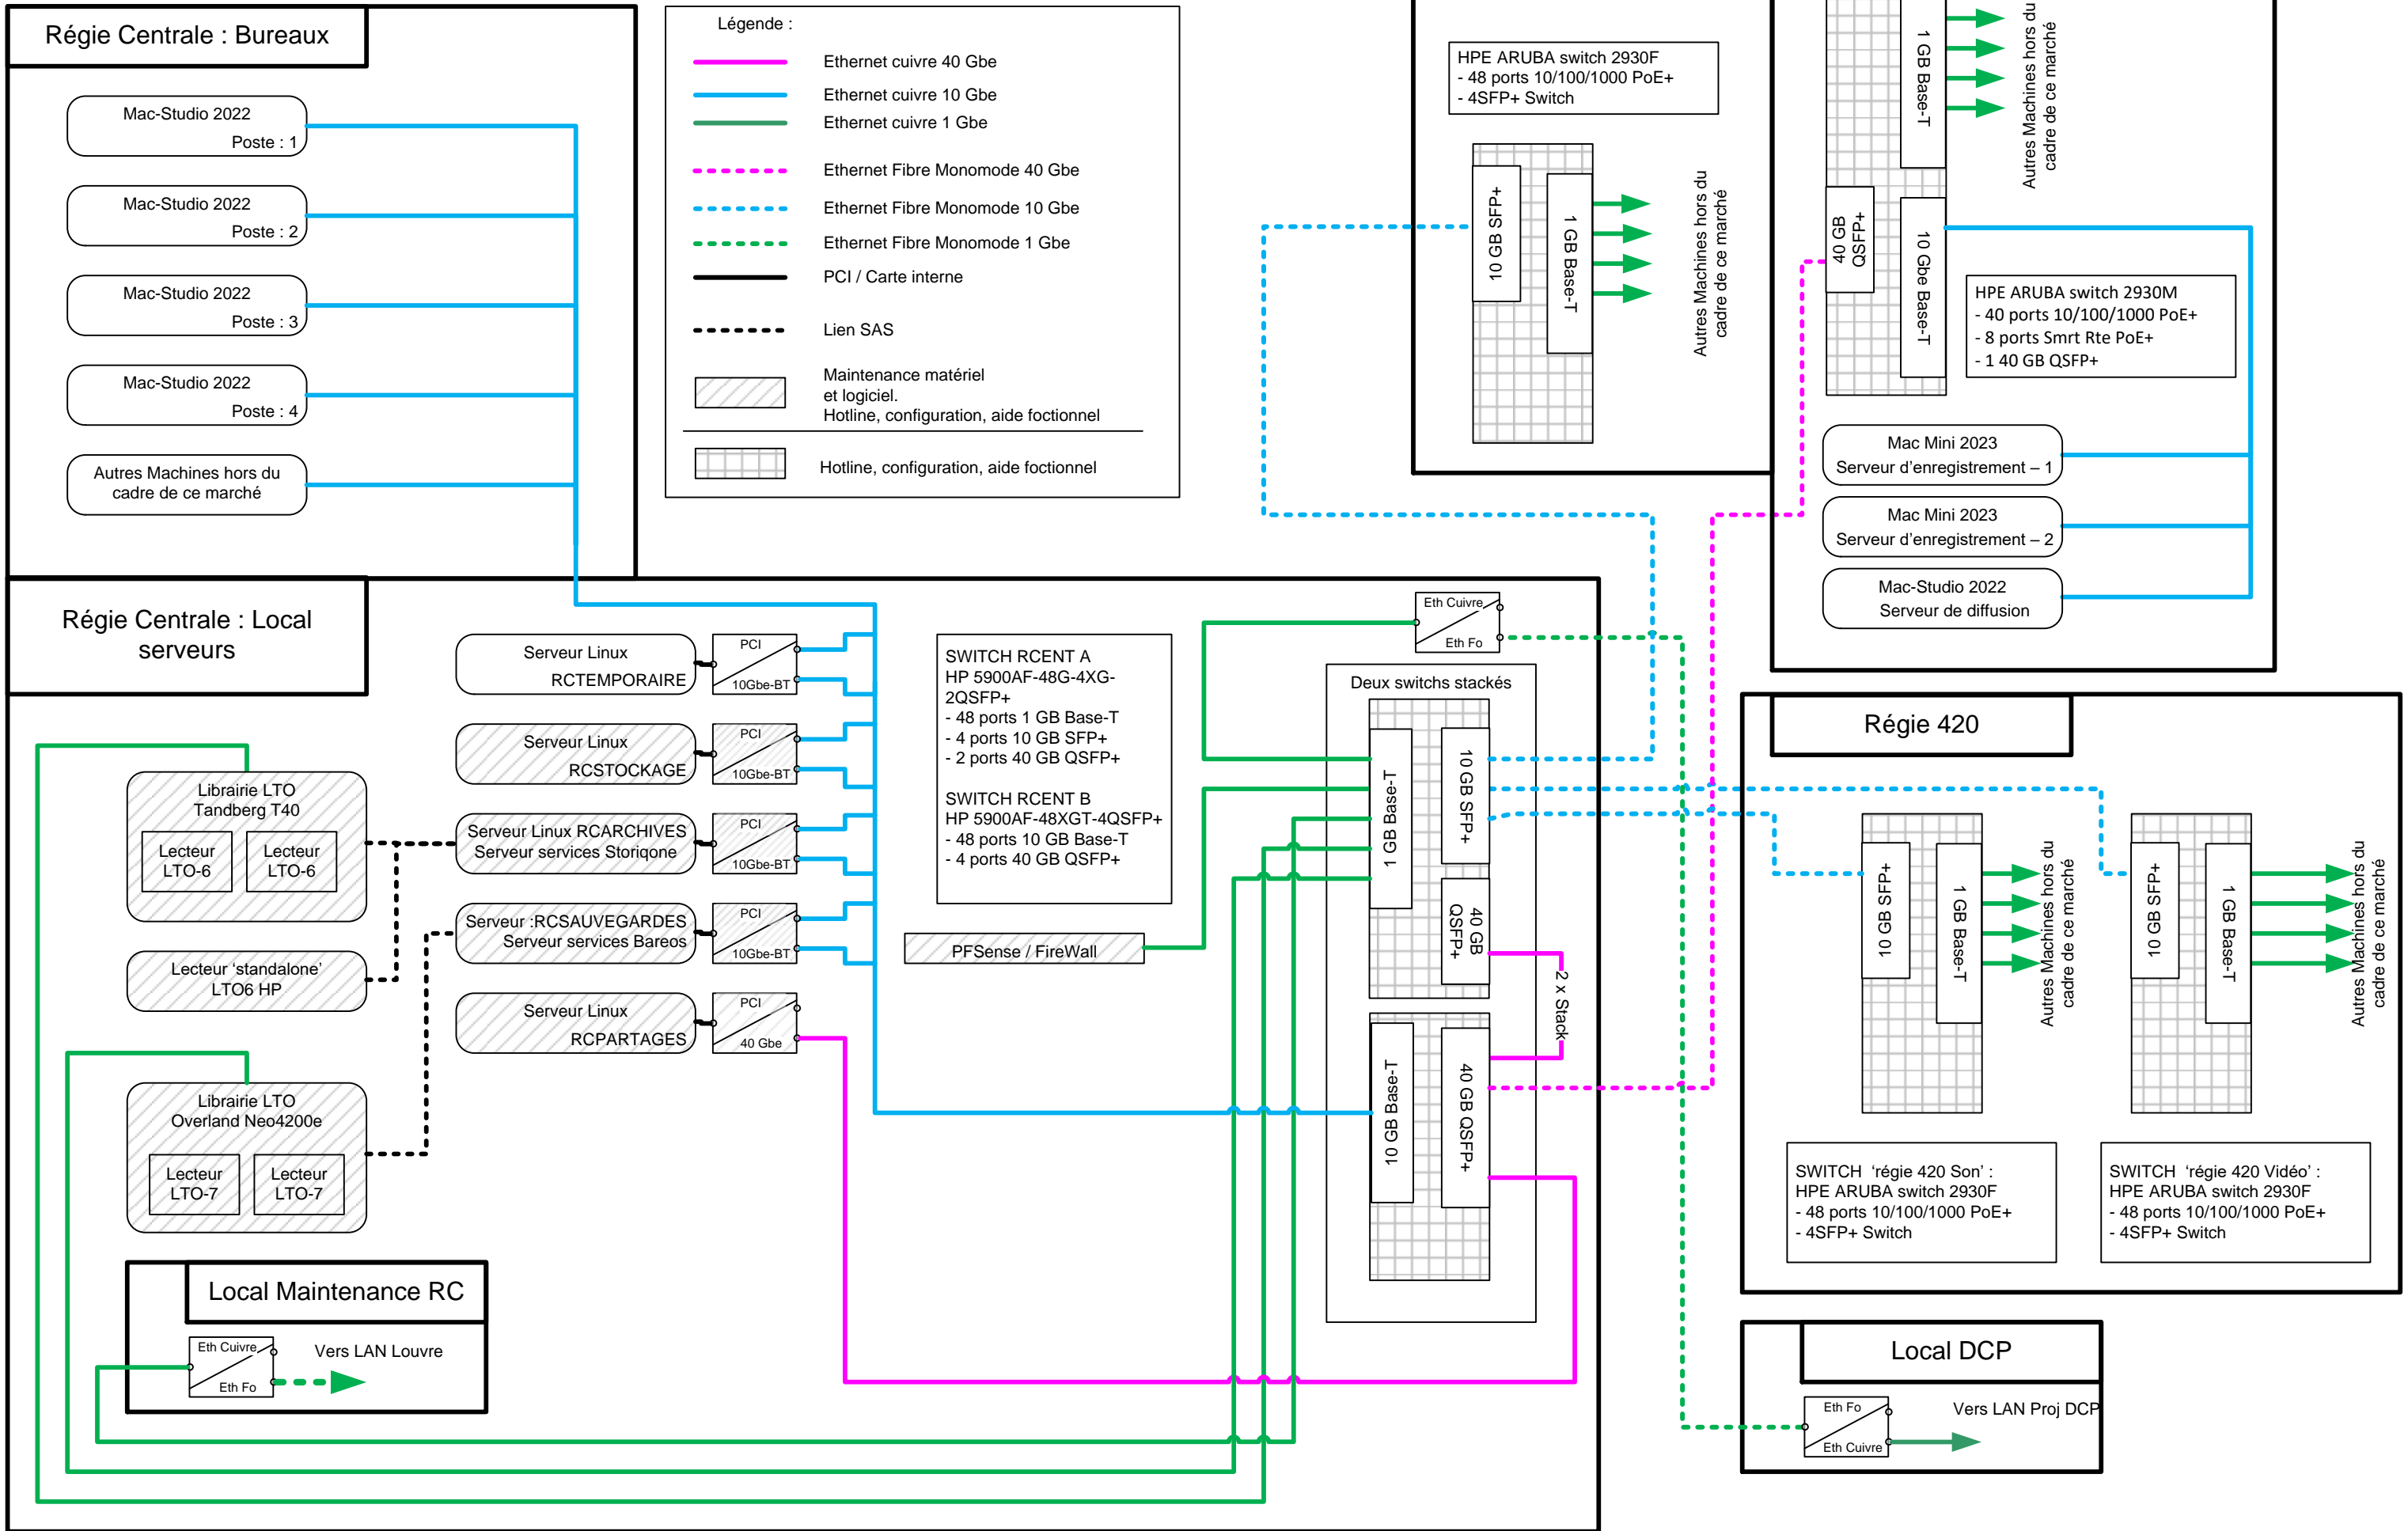 Régie Centrale : Bureaux
Mac-Studio 2022
Poste : 1
Mac-Studio 2022
Poste : 2
Mac-Studio 2022
Poste : 3
Mac-Studio 2022
Poste : 4
Autres Machines hors du
cadre de ce marché
Légende :
Ethernet cuivre 40 Gbe
Ethernet cuivre 10 Gbe
Ethernet cuivre 1 Gbe
Ethernet Fibre Monomode 40 Gbe
Ethernet Fibre Monomode 10 Gbe
Ethernet Fibre Monomode 1 Gbe
PCI / Carte interne
Lien SAS
Maintenance matériel
et logiciel.
Hotline, configuration, aide foctionnel
Hotline, configuration, aide foctionnel
HPE ARUBA switch 2930F
- 48 ports 10/100/1000 PoE+
- 4SFP+ Switch
10 GB SFP+
1 GB Base-T
Autres Machines hors du
cadre de ce marché
1 GB Base-T
Autres Machines hors du
cadre de ce marché
40 GB
QSFP+
10 Gbe Base-T
HPE ARUBA switch 2930M
- 40 ports 10/100/1000 PoE+
- 8 ports Smrt Rte PoE+
- 1 40 GB QSFP+
Mac Mini 2023
Serveur d'enregistrement – 1
Mac Mini 2023
Serveur d'enregistrement – 2
Mac-Studio 2022
Serveur de diffusion
Régie Centrale : Local
serveurs
Serveur Linux
RCTEMPORAIRE
PCI
10Gbe-BT
Serveur Linux
RCSTOCKAGE
PCI
10Gbe-BT
Serveur Linux RCARCHIVES
Serveur services Storiqone
PCI
10Gbe-BT
Serveur :RCSAUVEGARDES
Serveur services Bareos
PCI
10Gbe-BT
Serveur Linux
RCPARTAGES
PCI
40 Gbe
Librairie LTO
Tandberg T40
Lecteur
LTO-6
Lecteur
LTO-6
Lecteur 'standalone'
LTO6 HP
Librairie LTO
Overland Neo4200e
Lecteur
LTO-7
Lecteur
LTO-7
SWITCH RCENT A
HP 5900AF-48G-4XG-
2QSFP+
- 48 ports 1 GB Base-T
- 4 ports 10 GB SFP+
- 2 ports 40 GB QSFP+
SWITCH RCENT B
HP 5900AF-48XGT-4QSFP+
- 48 ports 10 GB Base-T
- 4 ports 40 GB QSFP+
PFSense / FireWall
Eth Cuivre
Eth Fo
Deux switchs stackés
1 GB Base-T
10 GB SFP+
40 GB
QSFP+
2 x Stack
10 GB Base-T
40 GB QSFP+
Local Maintenance RC
Eth Cuivre
Eth Fo
Vers LAN Louvre
Régie 420
10 GB SFP+
1 GB Base-T
Autres Machines hors du
cadre de ce marché
10 GB SFP+
1 GB Base-T
Autres Machines hors du
cadre de ce marché
SWITCH 'régie 420 Son' :
HPE ARUBA switch 2930F
- 48 ports 10/100/1000 PoE+
- 4SFP+ Switch
SWITCH 'régie 420 Vidéo' :
HPE ARUBA switch 2930F
- 48 ports 10/100/1000 PoE+
- 4SFP+ Switch
Local DCP
Eth Fo
Eth Cuivre
Vers LAN Proj DCP